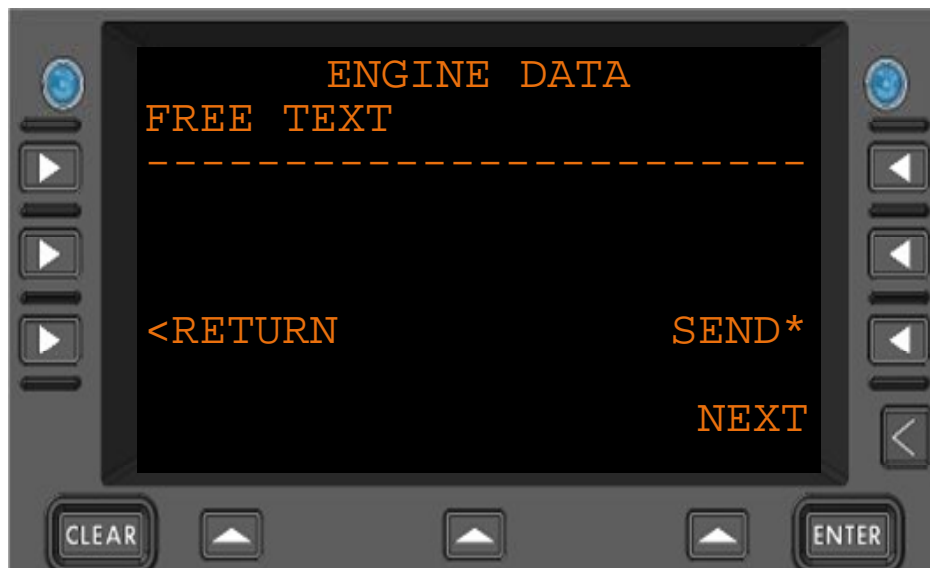 ENGINE DATA
FREE TEXT
------------------------
<RETURN SEND*
NEXT
CLEAR ENTER